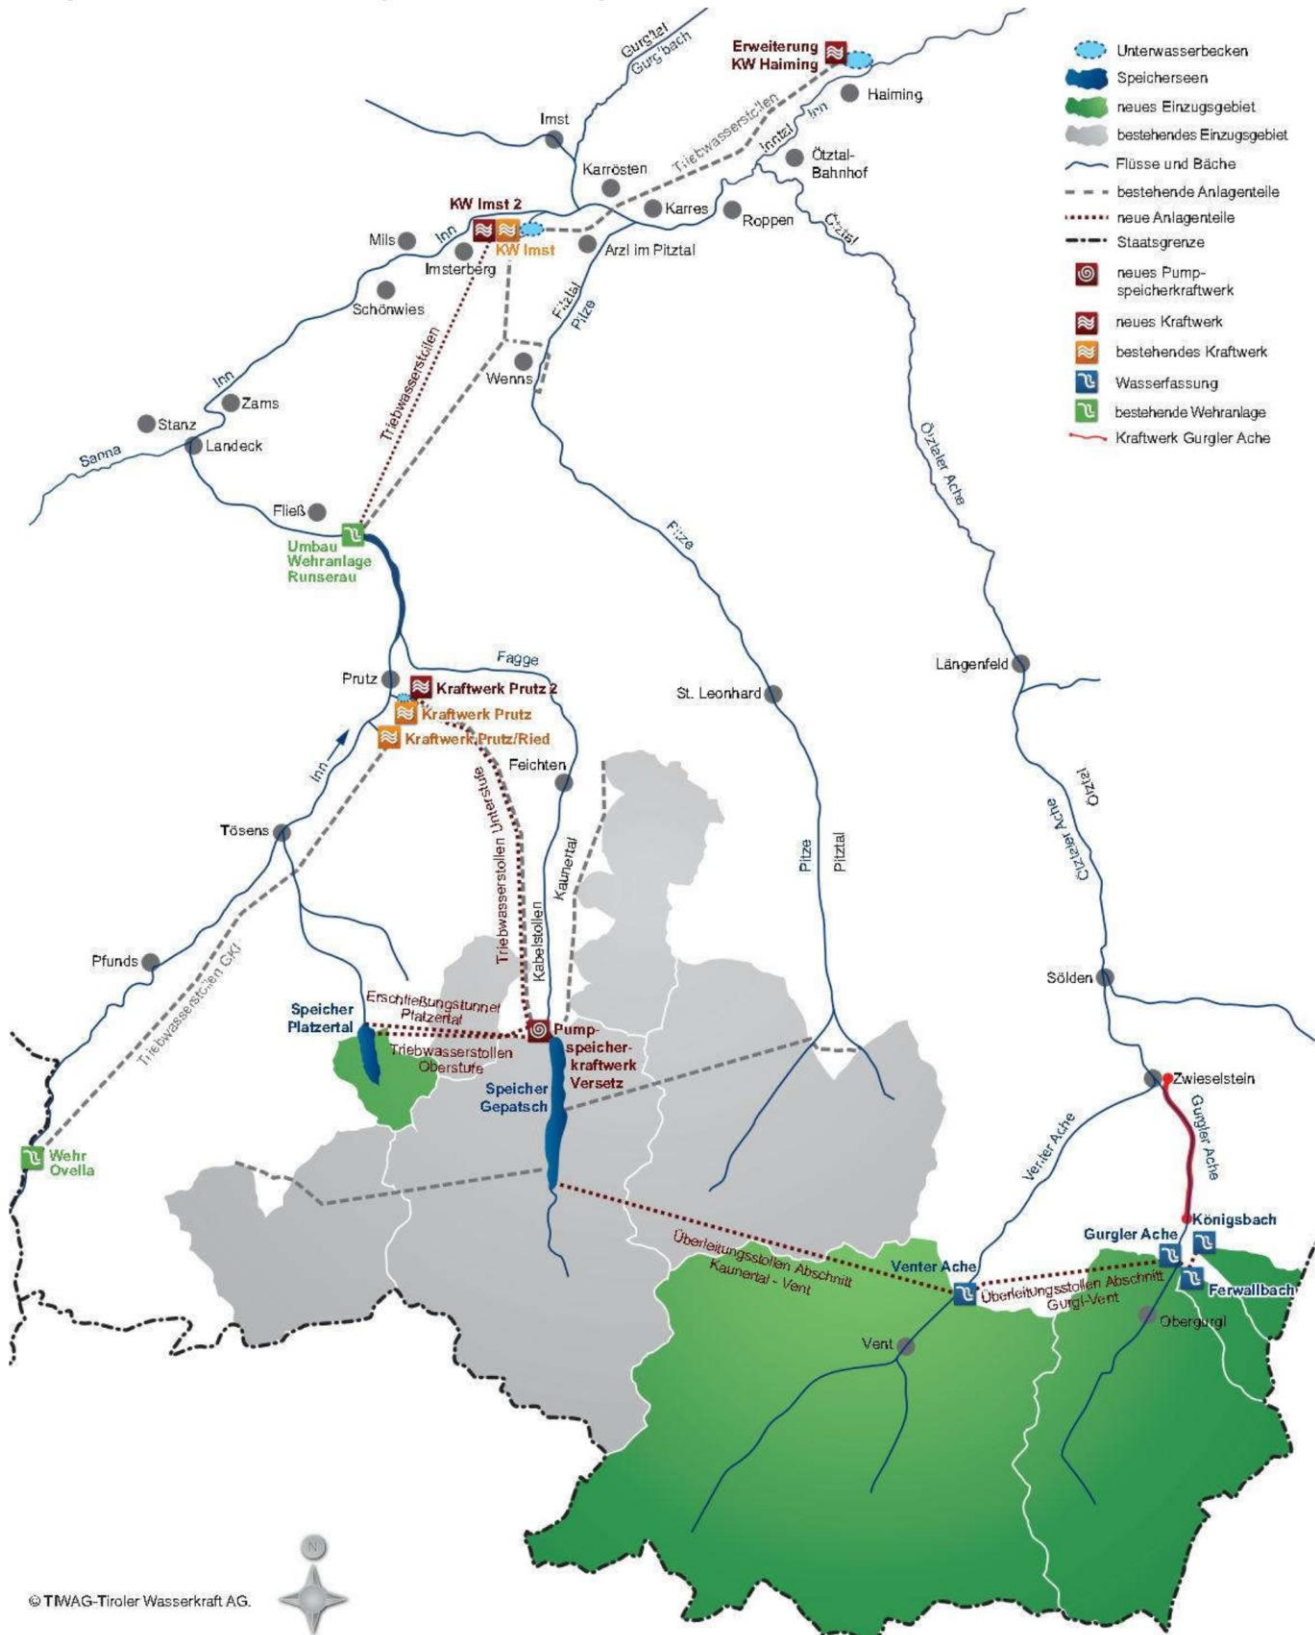 Gurgltal
Gurglbach
Erweiterung
KW Haiming
Haiming
Triebwasserstollen
Inntal
Inn
Imst
Ötztal-
Bahnhof
Karrösten
KW Imst 2
Karres
Roppen
Ötztal
Inn
Mils
KW Imst
Arzl im Pitztal
Imsterberg
Schönwies
Pitztal
Pitze
Triebwasserstollen
Wenns
Inn
Zams
Stanz
Landeck
Sanna
Ötztaler Ache
Fließ
Umbau
Wehranlage
Runserau
Pitze
Fagge
Längenfeld
Prutz
Kraftwerk Prutz 2
St. Leonhard
Kraftwerk Prutz
Kraftwerk Prutz/Ried
Inn
Feichten
Triebwasserstollen Unterstufe
Ötztal
Ötztaler Ache
Tösens
Kaunertal
Pitze
Pitztal
Kabelstollen
Pfunds
Triebwasserstollen GKI
Sölden
Speicher
Platzertal
Erschließungstunnel
Platzertal
Triebwasserstollen
Oberstufe
Pump-
speicher-
kraftwerk
Versetz
Speicher
Gepatsch
Zwieselstein
Gurgler Ache
Venter Ache
Wehr
Ovella
Königsbach
Gurgler Ache
Überleitungsstollen Abschnitt
Kaunertal - Vent
Venter Ache
Überleitungsstollen Abschnitt
Gurgl-Vent
Ferwallbach
Obergurgl
Vent
N
© TIWAG-Tiroler Wasserkraft AG.
Unterwasserbecken
Speicherseen
neues Einzugsgebiet
bestehendes Einzugsgebiet
Flüsse und Bäche
bestehende Anlagenteile
neue Anlagenteile
Staatsgrenze
neues Pump-
speicherkraftwerk
neues Kraftwerk
bestehendes Kraftwerk
Wasserfassung
bestehende Wehranlage
Kraftwerk Gurgler Ache